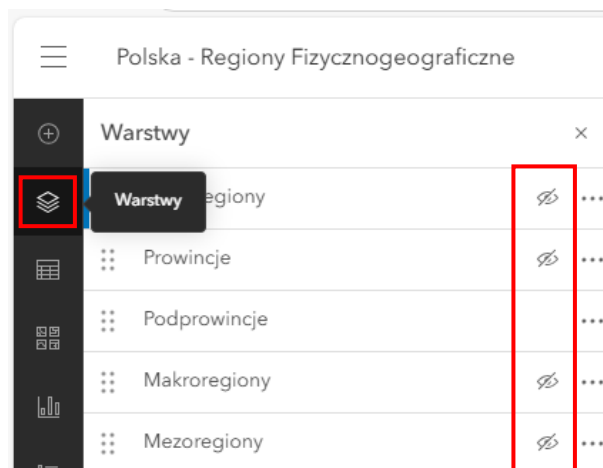 Polska - Regiony Fizycznogeograficzne
Warstwy
Warstwy egiony
Prowincje
Podprowincje
Makroregiony
Mezoregiony